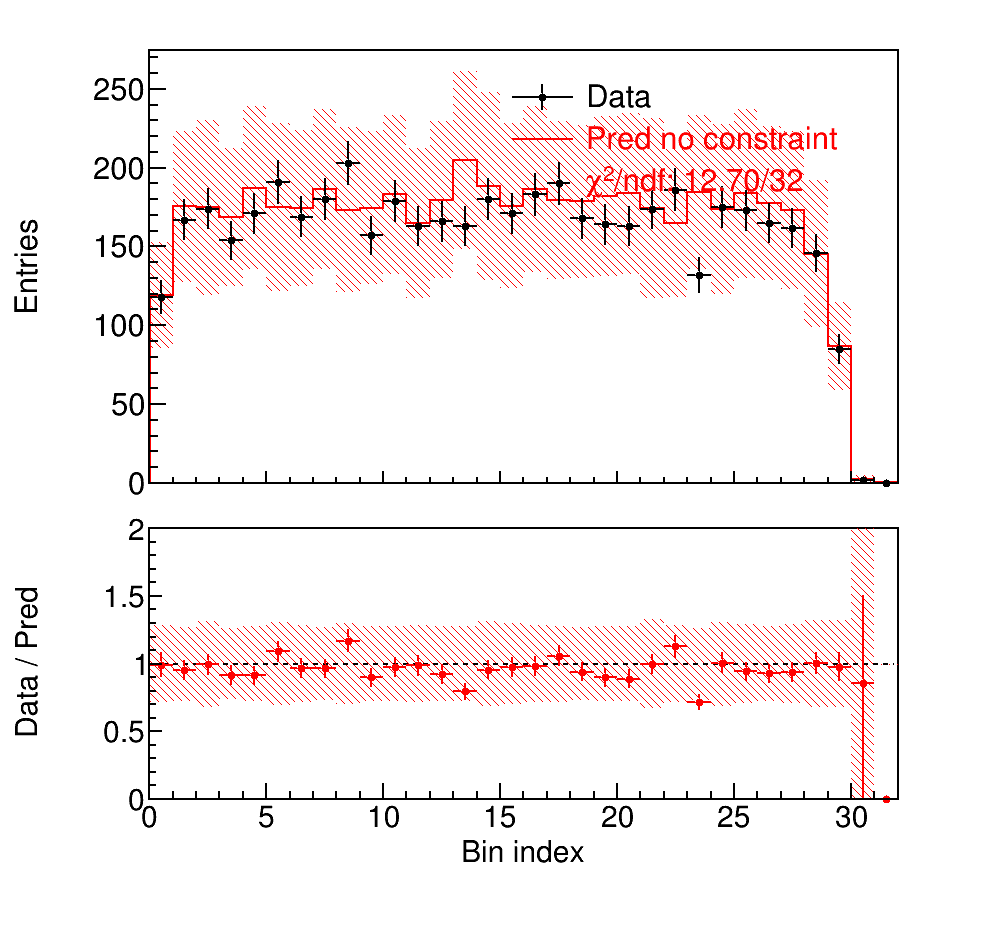 250
200
150
100
50
0
Entries
Data
Pred no constraint
χ²/ndf: 12.70/32
2
1.5
1
0.5
0
Data / Pred
0 5 10 15 20 25 30
Bin index